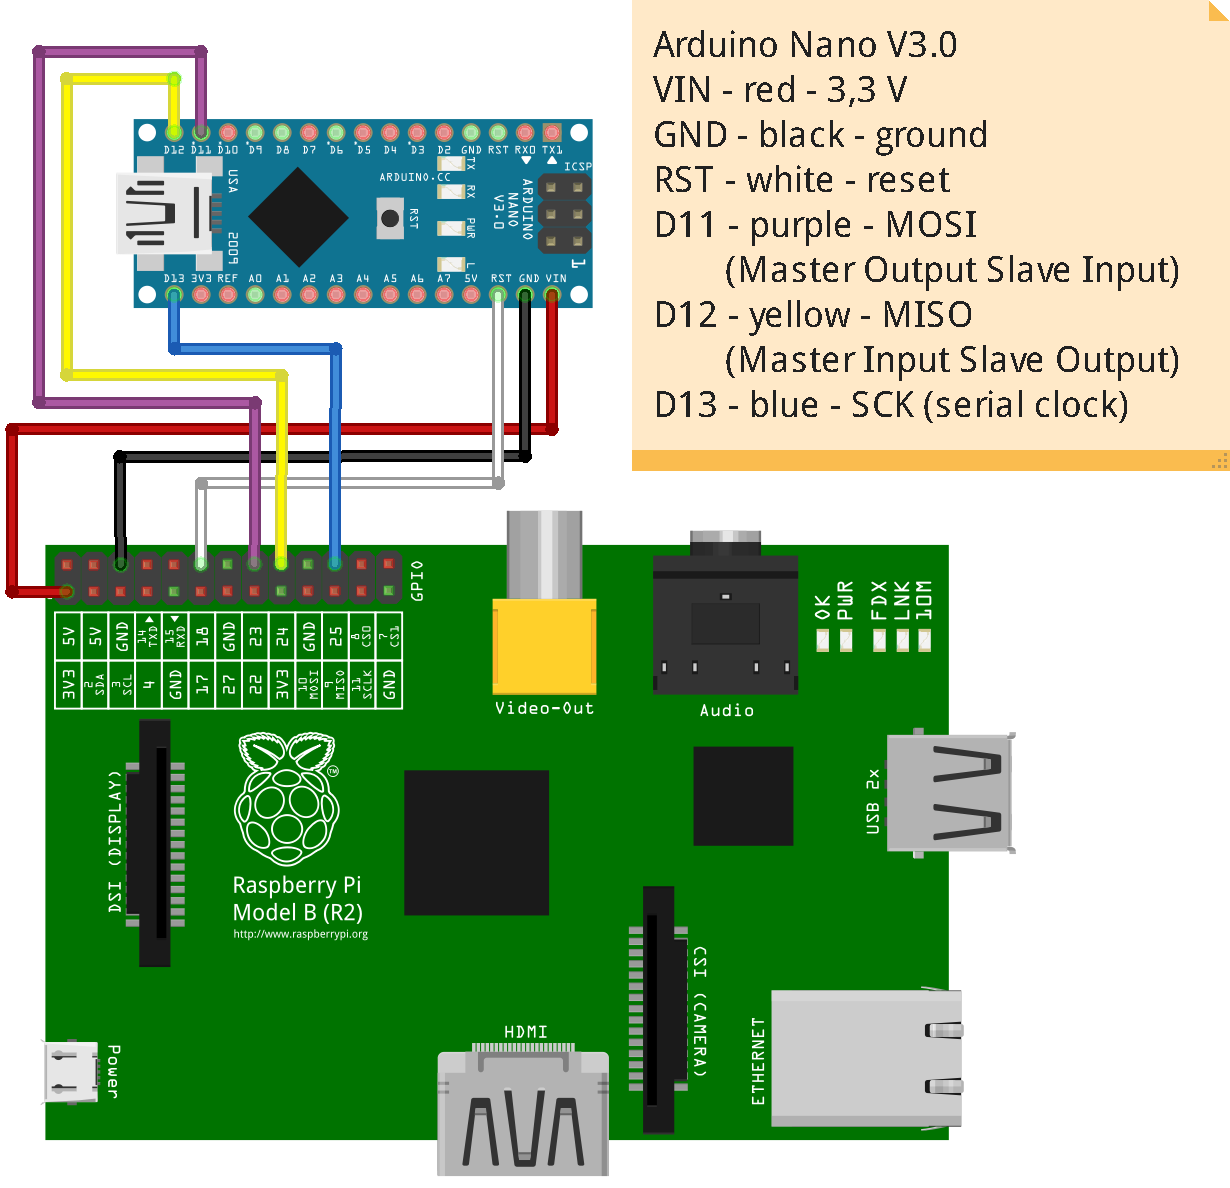 Arduino Nano V3.0
VIN - red - 3,3 V
GND - black - ground
RST - white - reset
D11 - purple - MOSI
(Master Output Slave Input)
D12 - yellow - MISO
(Master Input Slave Output)
D13 - blue - SCK (serial clock)
D12 D11 D10 D9 D8 D7 D6 D5 D4 D3 D2 GND RST RX0 TX1
USA
2009
ARDUINO.CC
RST
TX
RX
PWR
L
ARDUINO
NANO
V3.0
ICSP
1
D13 3V3 REF A0 A1 A2 A3 A4 A5 A6 A7 5V RST GND VIN
GPIO
5V 5V GND 14 TXD 15 RXD 18 GND 23 24 GND 25 8 CS0 7 CS1
3V3 2 SDA 3 SCL 4 GND 17 27 22 3V3 10 MOSI 9 MISO 11 SCLK GND
Video-Out
Audio
OK
PWR
FDX
LNK
10M
DSI (DISPLAY)
TM
Raspberry Pi
Model B (R2)
http://www.raspberrypi.org
USB 2x
CSI (CAMERA)
ETHERNET
HDMI
Power